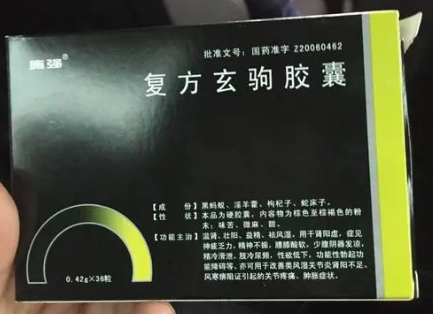 施强
批准文号：国药准字 Z20060462
复方玄驹胶囊
【成　份】黑蚂蚁、淫羊藿、枸杞子、蛇床子。
【性　状】本品为硬胶囊，内容物为棕色至棕褐色的粉
末；味苦、微麻、甜。
【功能主治】温肾、壮阳、益精、祛风湿。用于肾阳虚，症见
神疲乏力，精神不振，腰膝酸软，少腹阴器发凉，
精冷滑泄，肢冷尿频，性欲低下，功能性勃起功
能障碍等。亦可用于改善类风湿关节炎肾阳不足、
风寒痹阻证引起的关节疼痛，肿胀症状。
0.42g×36粒